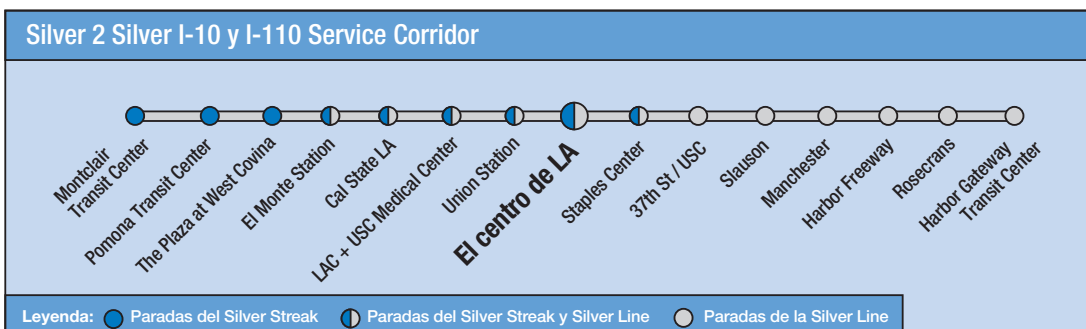 Silver 2 Silver I-10 y I-110 Service Corridor
Montclair
Transit Center
Pomona Transit Center
The Plaza at West Covina
El Monte Station
Cal State LA
LAC + USC Medical Center
Union Station
El centro de LA
Staples Center
37th St / USC
Slauson
Manchester
Harbor Freeway
Rosecrans
Harbor Gateway
Transit Center
Leyenda: Paradas del Silver Streak Paradas del Silver Streak y Silver Line Paradas de la Silver Line